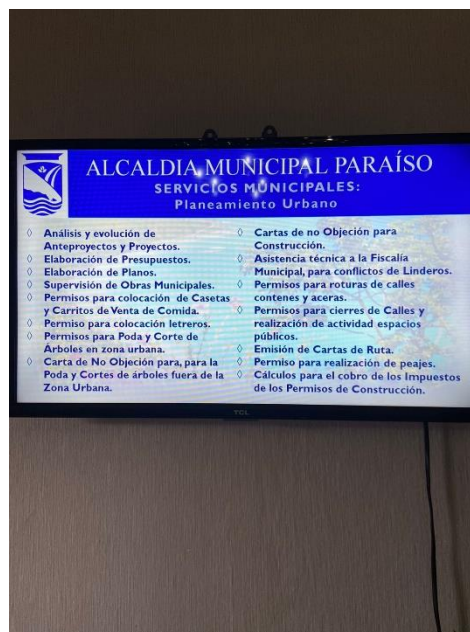 ALCALDIA MUNICIPAL PARAÍSO
SERVICIOS MUNICIPALES:
Planeamiento Urbano
◊ Análisis y evolución de
Anteproyectos y Proyectos.
◊ Elaboración de Presupuestos.
◊ Elaboración de Planos.
◊ Supervisión de Obras Municipales.
◊ Permisos para colocación de Casetas
y Carritos de Venta de Comida.
◊ Permiso para colocación letreros.
◊ Permisos para Poda y Corte de
Árboles en zona urbana.
◊ Carta de No Objeción para, para la
Poda y Cortes de árboles fuera de la
Zona Urbana.
◊ Cartas de no Objeción para
Construcción.
◊ Asistencia técnica a la Fiscalía
Municipal, para conflictos de Linderos.
◊ Permisos para roturas de calles
contenes y aceras.
◊ Permisos para cierres de Calles y
realización de actividad espacios
públicos.
◊ Emisión de Cartas de Ruta.
◊ Permiso para realización de peajes.
◊ Cálculos para el cobro de los Impuestos
de los Permisos de Construcción.
TCL